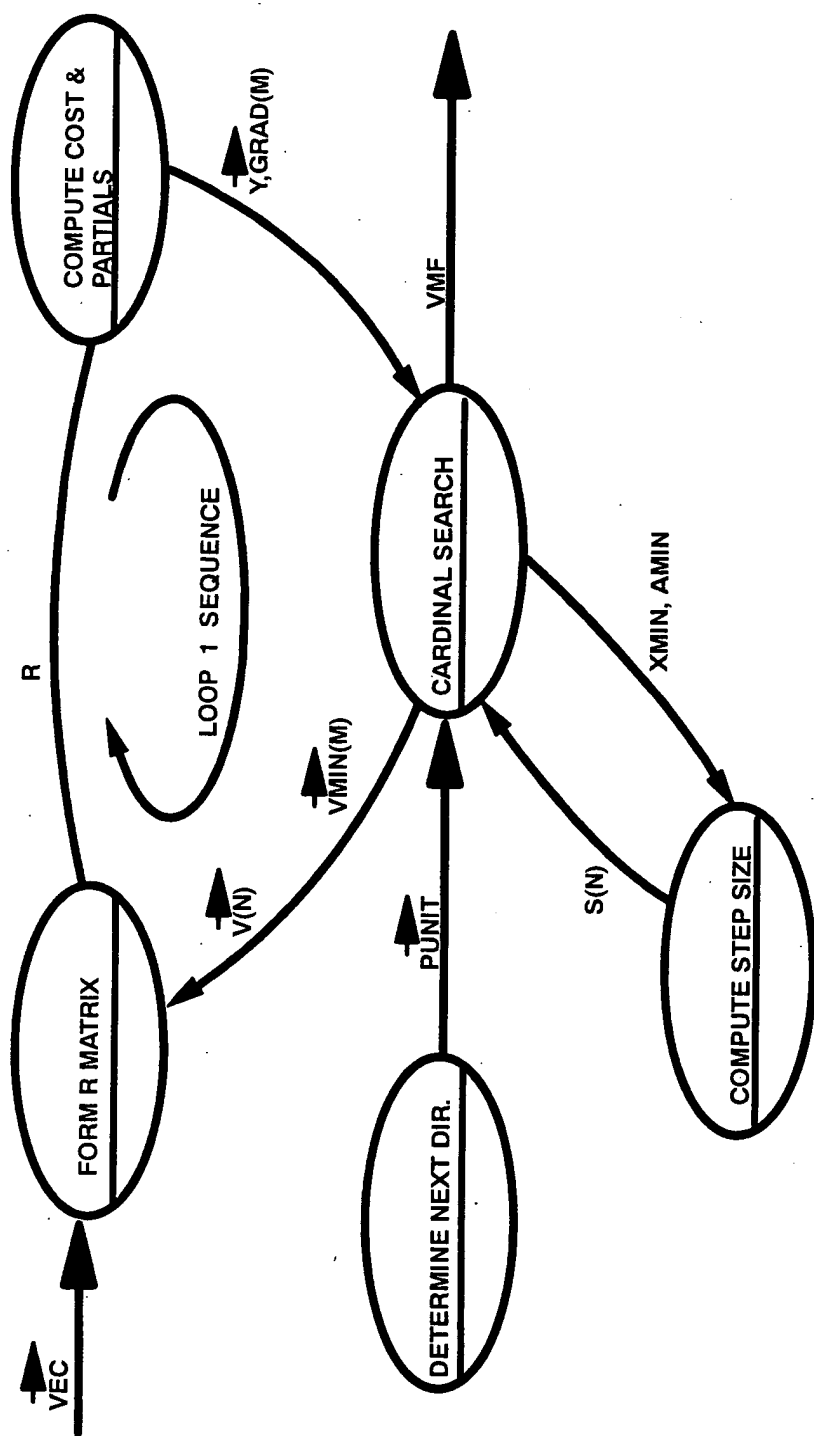 VEC
FORM R MATRIX
R
COMPUTE COST &
PARTIALS
LOOP 1 SEQUENCE
V(N)
VMIN(M)
Y,GRAD(M)
DETERMINE NEXT DIR.
PUNIT
CARDINAL SEARCH
VMF
S(N)
XMIN, AMIN
COMPUTE STEP SIZE